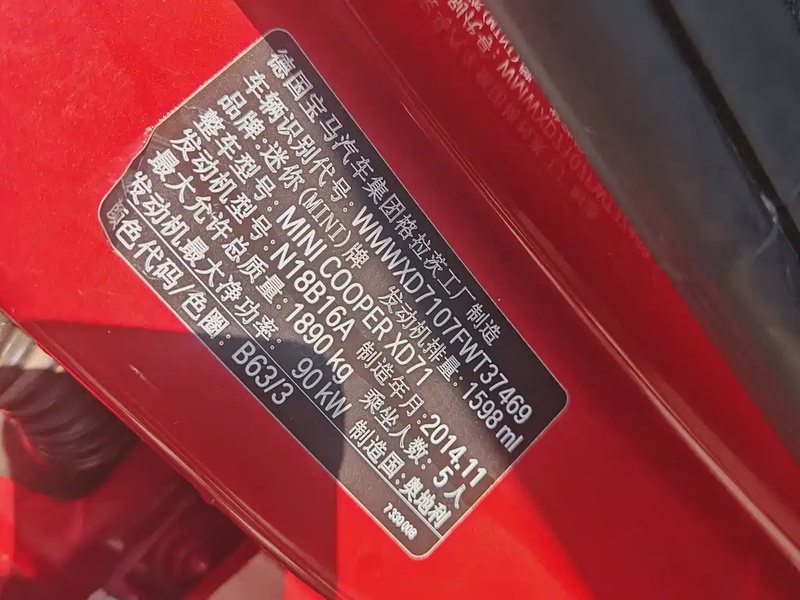 德国宝马汽车集团格拉茨工厂制造
车辆识别代号: WMWWXD7107FWT37469
品牌: 迷你(MINI)牌 发动机排量: 1598 ml
整车型号: MINI COOPER XD71 制造年月: 2014.11
发动机型号: N18B16A 乘坐人数: 5人
最大允许总质量: 1890 kg 制造国: 奥地利
发动机最大净功率: 90 kW
颜色代码/色圈: B63/3
7330008